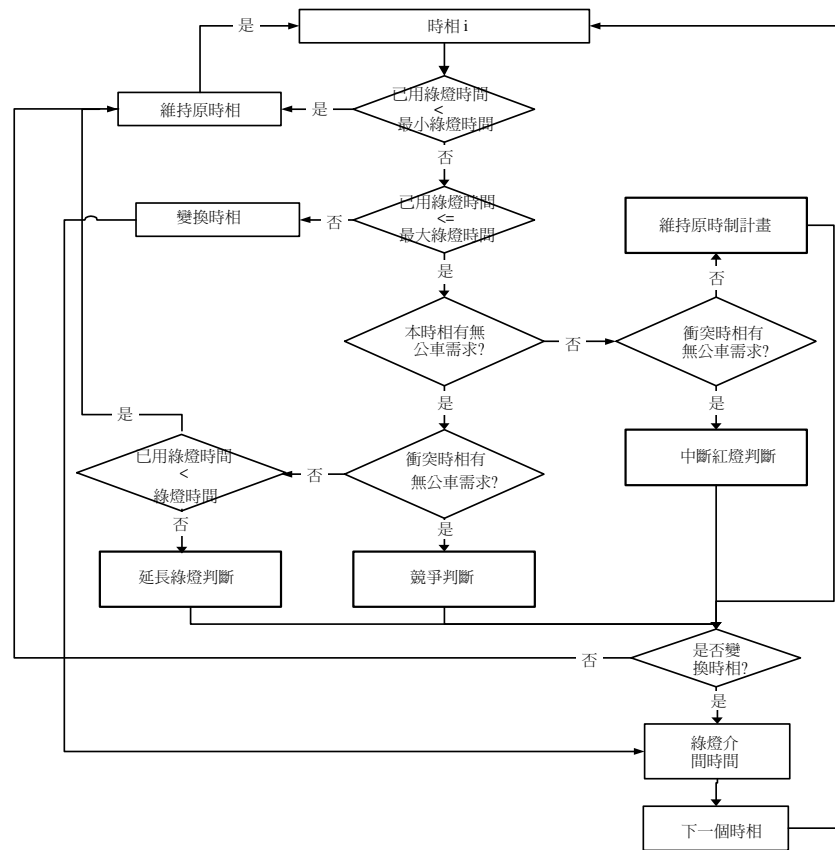 是
時相 i
已用綠燈時間
<
最小綠燈時間
是
維持原時相
否
變換時相
否
已用綠燈時間
<=
最大綠燈時間
維持原時制計畫
是
否
本時相有無
公車需求?
否
衝突時相有
無公車需求?
是
是
是
已用綠燈時間
<
綠燈時間
否
衝突時相有
無公車需求?
中斷紅燈判斷
否
是
延長綠燈判斷
競爭判斷
否
是否變
換時相?
是
綠燈介
間時間
下一個時相